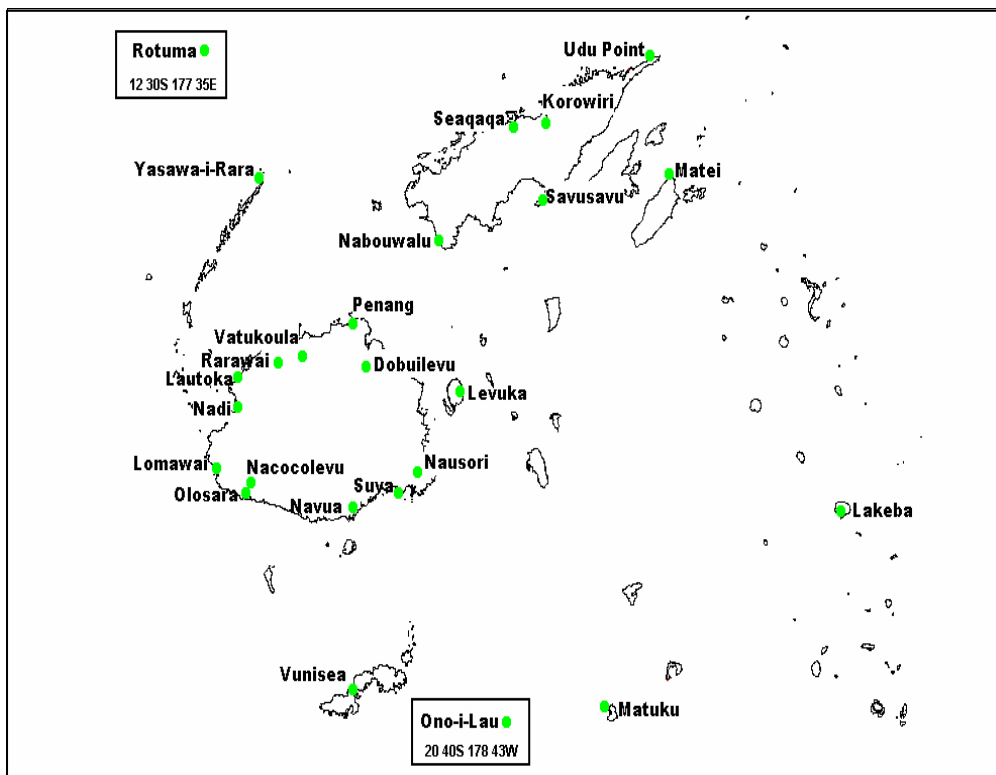 Rotuma
12 30S 177 35E
Udu Point
Korowiri
Seaqaqa
Yasawa-i-Rara
Matei
Savusavu
Nabouwalu
Penang
Vatukoula
Rarawai
Dobuilevu
Lautoka
Levuka
Nadi
Lomawai
Nacocolevu
Nausori
Suva
Olosara
Navua
Lakeba
Vunisea
Matuku
Ono-i-Lau
20 40S 178 43W